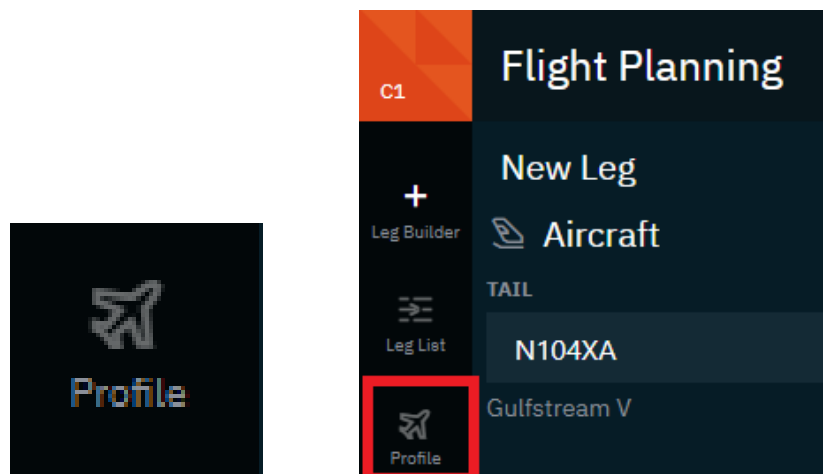 Profile
C1
Flight Planning
New Leg
Leg Builder
Aircraft
TAIL
Leg List
N104XA
Gulfstream V
Profile